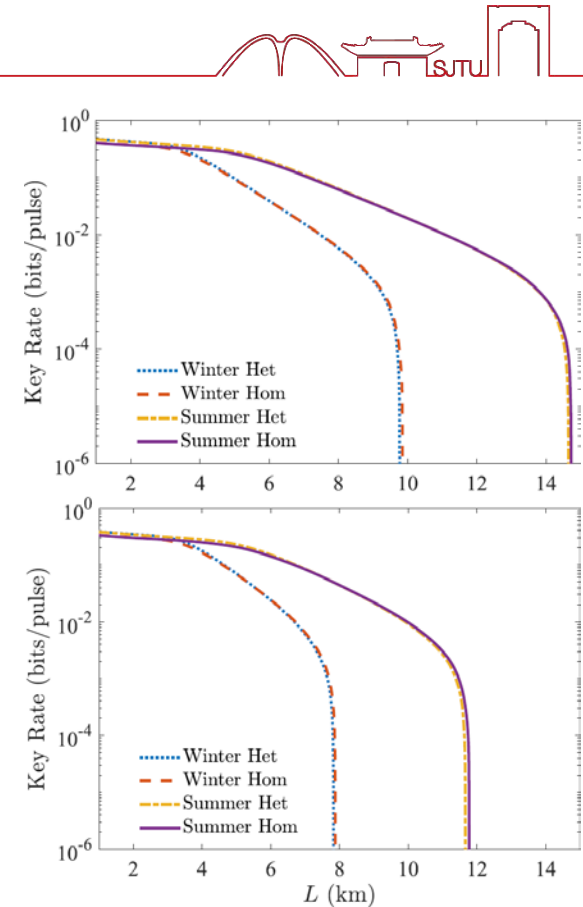 SJTU
10^0
10^-2
10^-4
10^-6
Key Rate (bits/pulse)
Winter Het
Winter Hom
Summer Het
Summer Hom
2 4 6 8 10 12 14
10^0
10^-2
10^-4
10^-6
Key Rate (bits/pulse)
Winter Het
Winter Hom
Summer Het
Summer Hom
2 4 6 8 10 12 14
L (km)